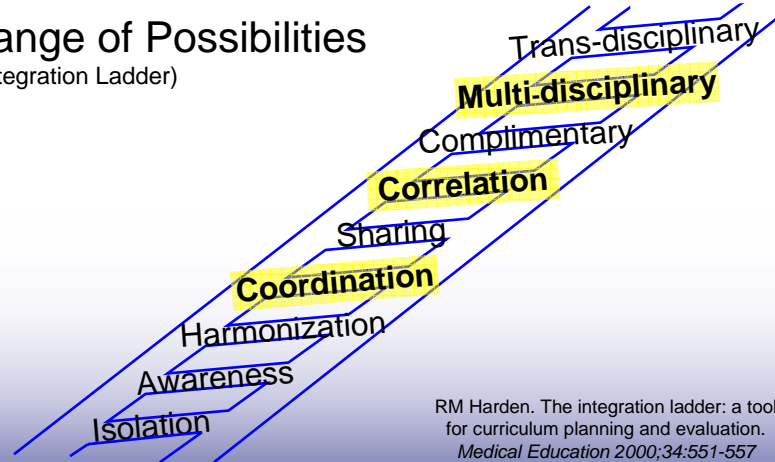 ange of Possibilities
tegration Ladder)
Trans-disciplinary
Multi-disciplinary
Complimentary
Correlation
Sharing
Coordination
Harmonization
Awareness
Isolation
RM Harden. The integration ladder: a tool
for curriculum planning and evaluation.
Medical Education 2000;34:551-557